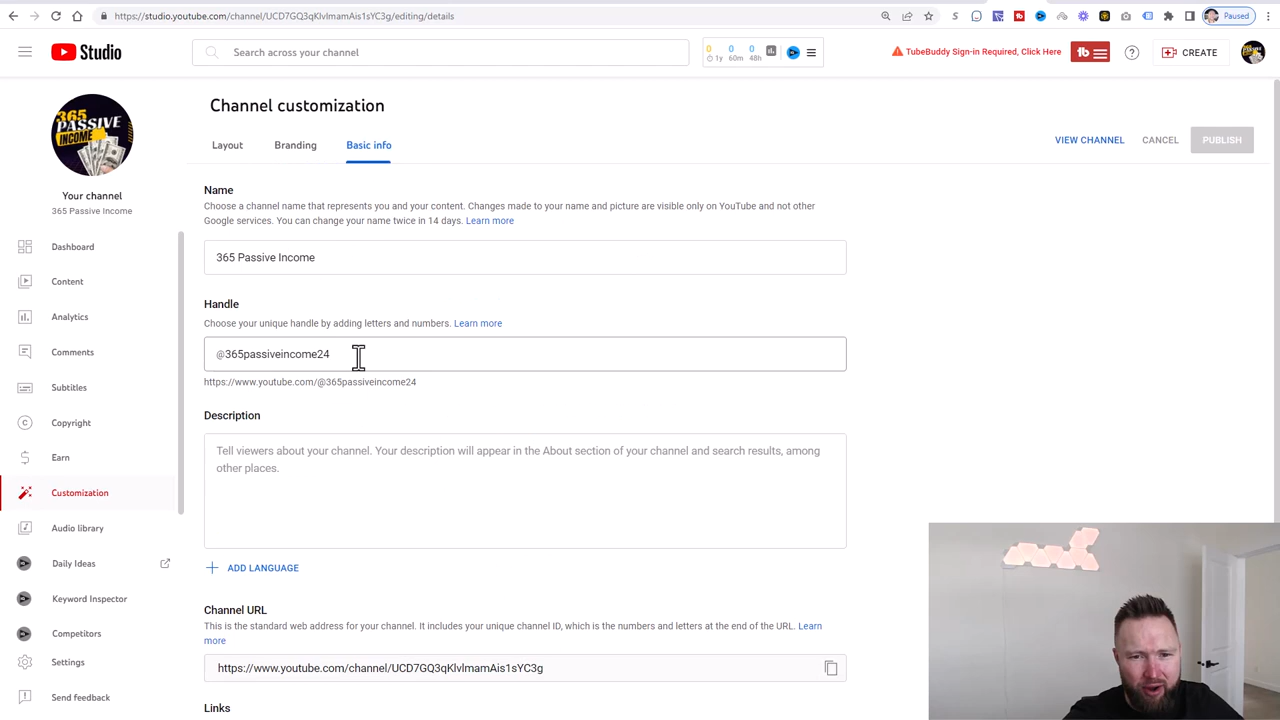 https://studio.youtube.com/channel/UCD7GQ3qKlvlmamAis1sYC3g/editing/details
Paused
Studio
Search across your channel
0 0 0
1y 60m 48h
TubeBuddy Sign-in Required, Click Here
tb
CREATE
365
PASSIVE
INCOME
Your channel
365 Passive Income
Dashboard
Content
Analytics
Comments
Subtitles
Copyright
Earn
Customization
Audio library
Daily Ideas
Keyword Inspector
Competitors
Settings
Send feedback
Channel customization
Layout
Branding
Basic info
VIEW CHANNEL
CANCEL
PUBLISH
Name
Choose a channel name that represents you and your content. Changes made to your name and picture are visible only on YouTube and not other
Google services. You can change your name twice in 14 days. Learn more
365 Passive Income
Handle
Choose your unique handle by adding letters and numbers. Learn more
@365passiveincome24
https://www.youtube.com/@365passiveincome24
Description
Tell viewers about your channel. Your description will appear in the About section of your channel and search results, among
other places.
ADD LANGUAGE
Channel URL
This is the standard web address for your channel. It includes your unique channel ID, which is the numbers and letters at the end of the URL. Learn
more
https://www.youtube.com/channel/UCD7GQ3qKlvlmamAis1sYC3g
Links